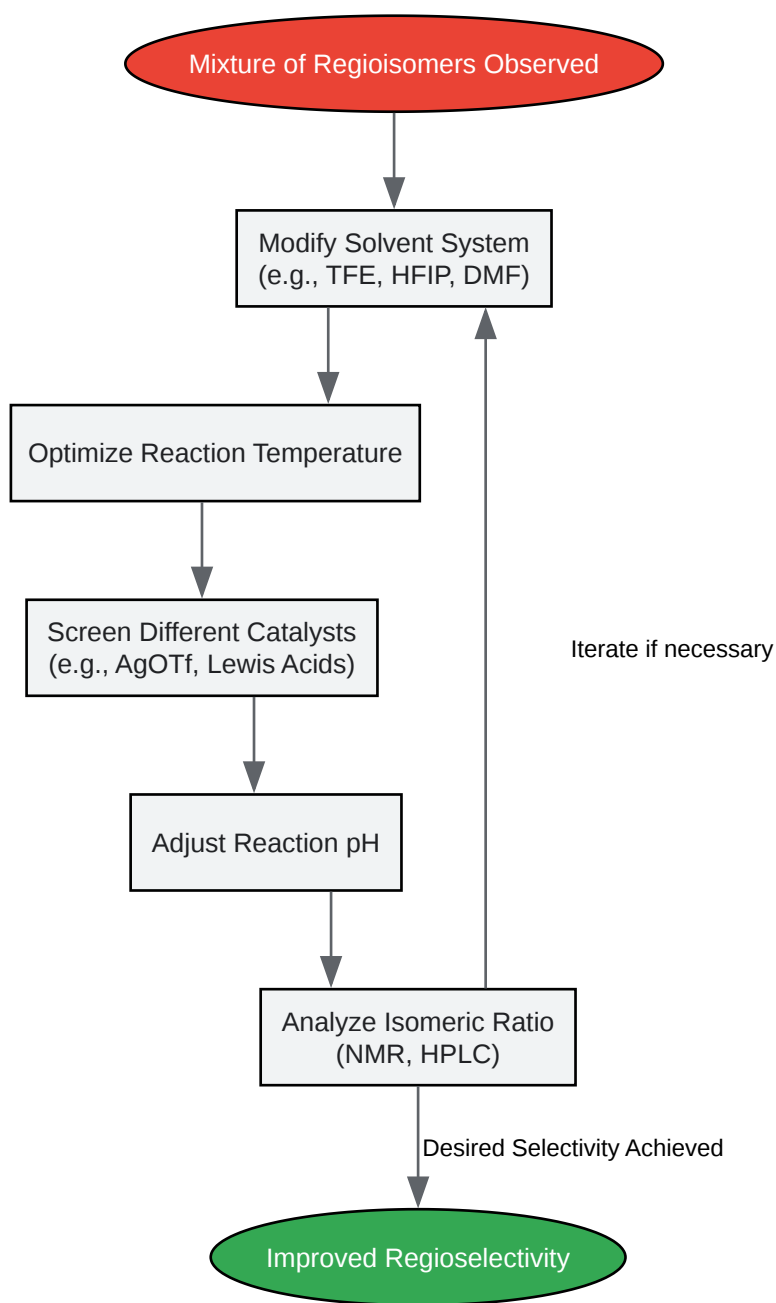 Mixture of Regioisomers Observed
Modify Solvent System
(e.g., TFE, HFIP, DMF)
Optimize Reaction Temperature
Screen Different Catalysts
(e.g., AgOTf, Lewis Acids)
Iterate if necessary
Adjust Reaction pH
Analyze Isomeric Ratio
(NMR, HPLC)
Desired Selectivity Achieved
Improved Regioselectivity